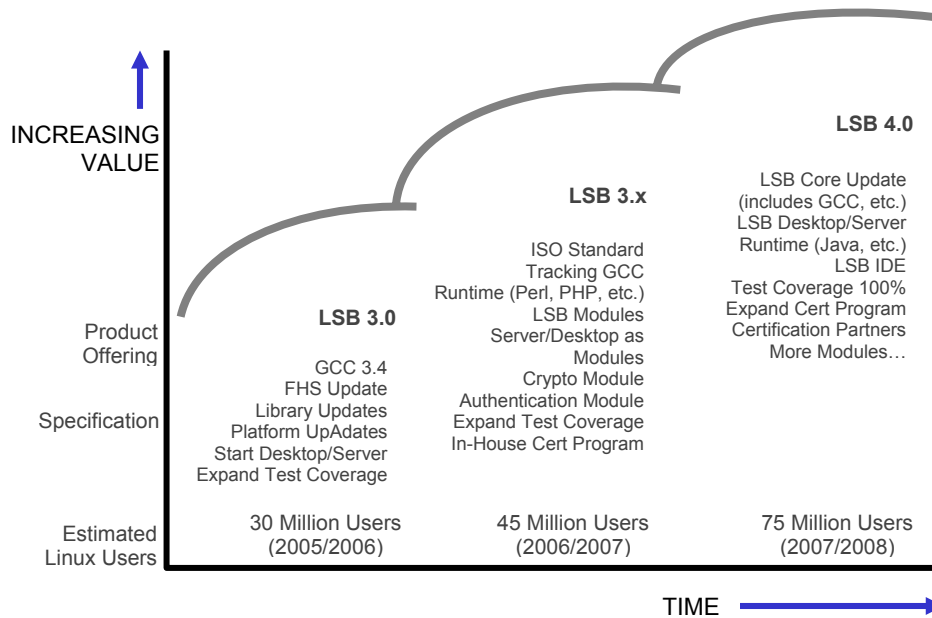 INCREASING
VALUE
Product
Offering
Specification
Estimated
Linux Users
LSB 3.0
GCC 3.4
FHS Update
Library Updates
Platform UpAdates
Start Desktop/Server
Expand Test Coverage
30 Million Users
(2005/2006)
LSB 3.x
ISO Standard
Tracking GCC
Runtime (Perl, PHP, etc.)
LSB Modules
Server/Desktop as
Modules
Crypto Module
Authentication Module
Expand Test Coverage
In-House Cert Program
45 Million Users
(2006/2007)
LSB 4.0
LSB Core Update
(includes GCC, etc.)
LSB Desktop/Server
Runtime (Java, etc.)
LSB IDE
Test Coverage 100%
Expand Cert Program
Certification Partners
More Modules…
75 Million Users
(2007/2008)
TIME